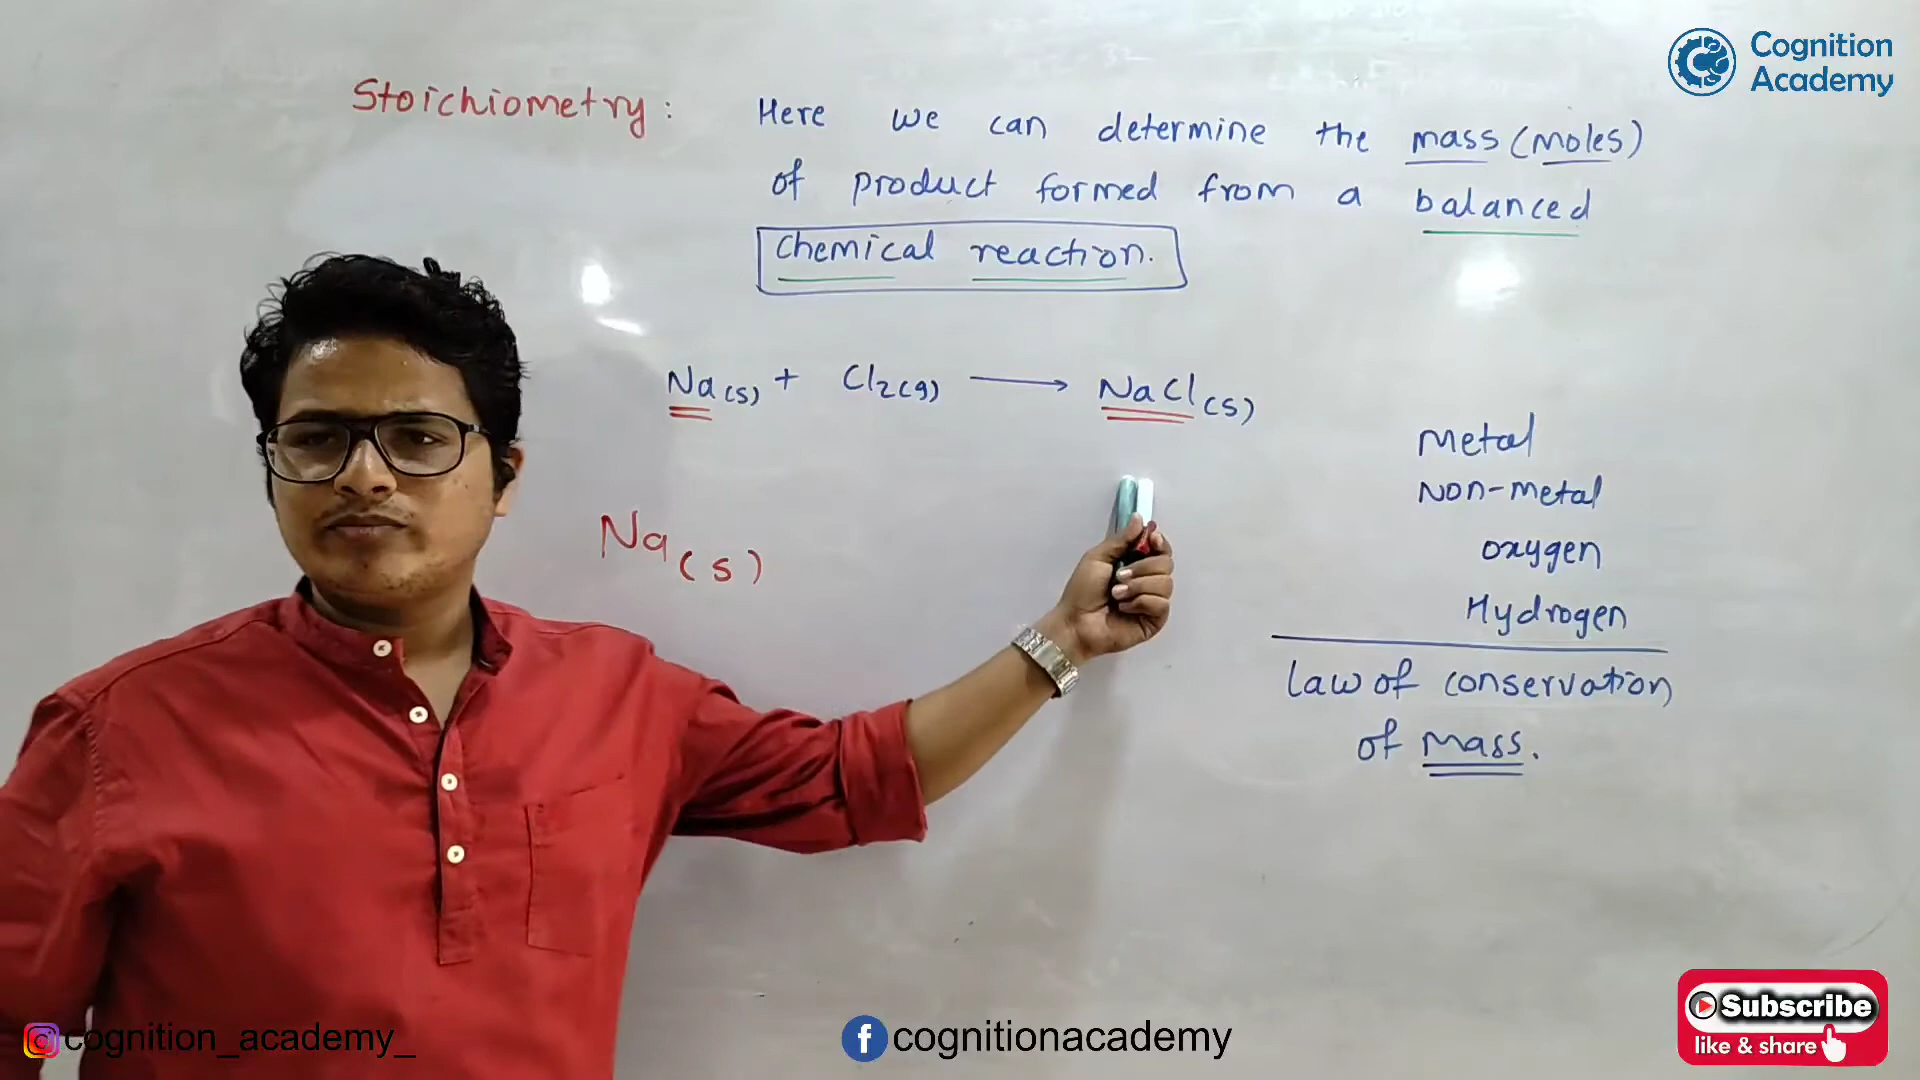 Cognition
Academy
Stoichiometry :
Here we can determine the mass (moles)
of product formed from a balanced
Chemical reaction.
Na(s) + Cl2(g) ⟶ NaCl(s)
Metal
Non-metal
Oxygen
Hydrogen
Na(s)
law of conservation
of Mass.
cognition_academy_
cognitionacademy
Subscribe
like & share